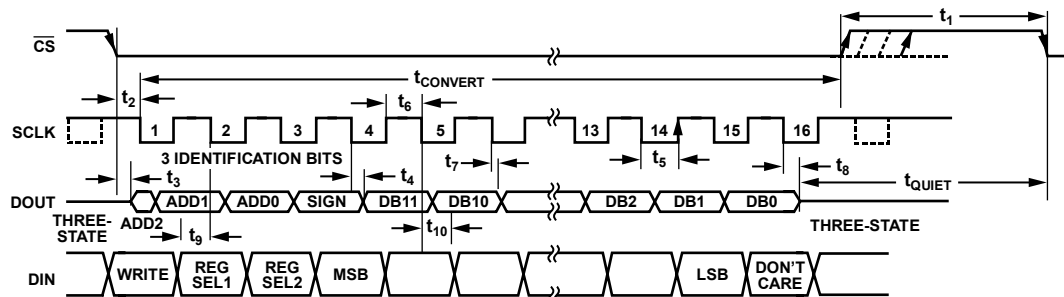 t1
CS
tCONVERT
t2
t6
SCLK
1 2 3 4 5 13 14 15 16
3 IDENTIFICATION BITS
t7
t5
t8
t3
t4
tQUIET
DOUT
ADD1 ADD0 SIGN DB11 DB10 DB2 DB1 DB0
THREE-
STATE
ADD2
THREE-STATE
t9
t10
DIN
WRITE
REG
SEL1
REG
SEL2
MSB
LSB
DON'T
CARE